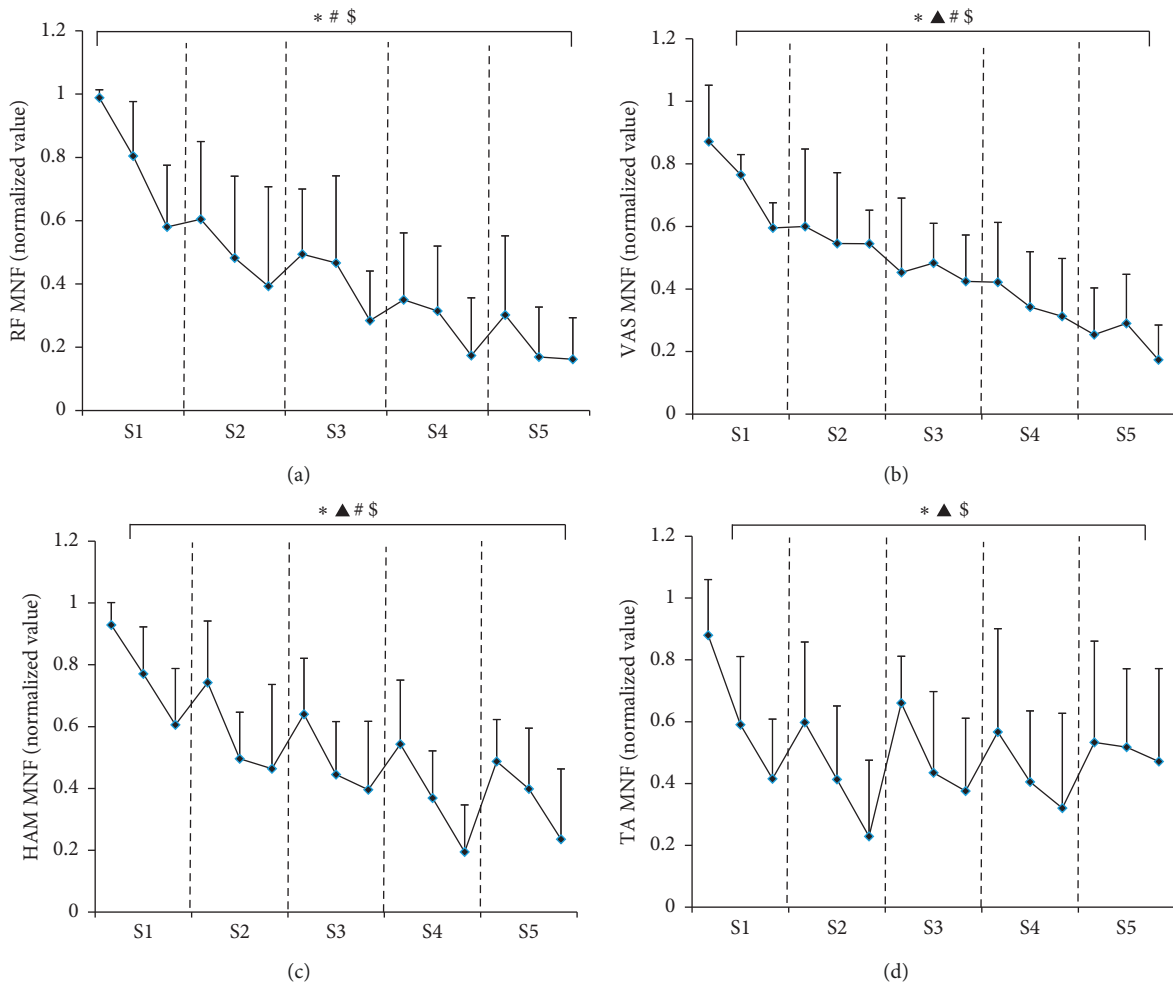 * # $
RF MNF (normalized value)
1.2
1
0.8
0.6
0.4
0.2
0
S1 S2 S3 S4 S5
(a)
* ▲ # $
VAS MNF (normalized value)
1.2
1
0.8
0.6
0.4
0.2
0
S1 S2 S3 S4 S5
(b)
* ▲ # $
HAM MNF (normalized value)
1.2
1
0.8
0.6
0.4
0.2
0
S1 S2 S3 S4 S5
(c)
* ▲ $
TA MNF (normalized value)
1.2
1
0.8
0.6
0.4
0.2
0
S1 S2 S3 S4 S5
(d)